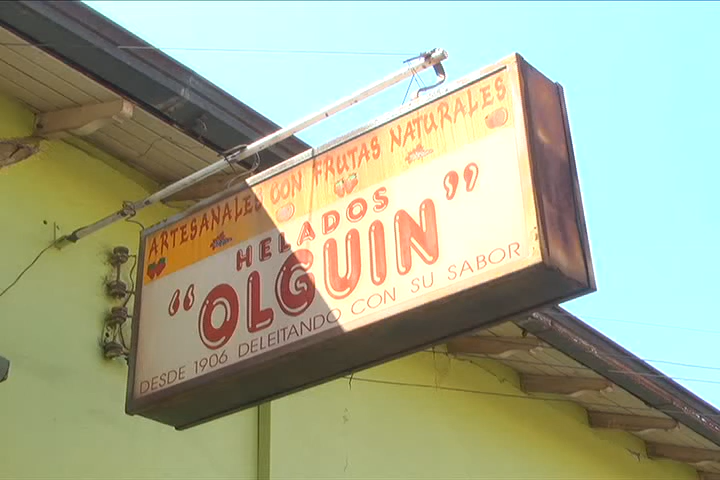 ARTESANALES CON FRUTAS NATURALES
HELADOS
"OLGUIN"
DESDE 1906 DELEITANDO CON SU SABOR